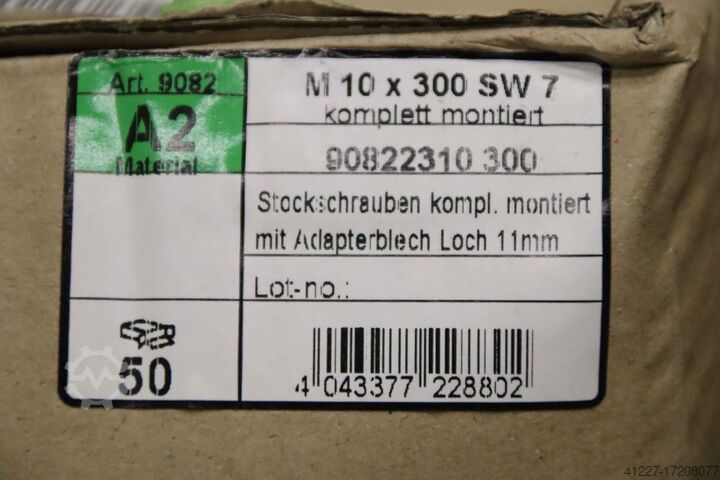 Art. 9082
A2
Material
M 10 x 300 SW 7
komplett montiert
90822310 300
Stockschrauben kompl. montiert
mit Adapterblech Loch 11mm
Lot-no.:
50
4 043377 228802
41227-17208077